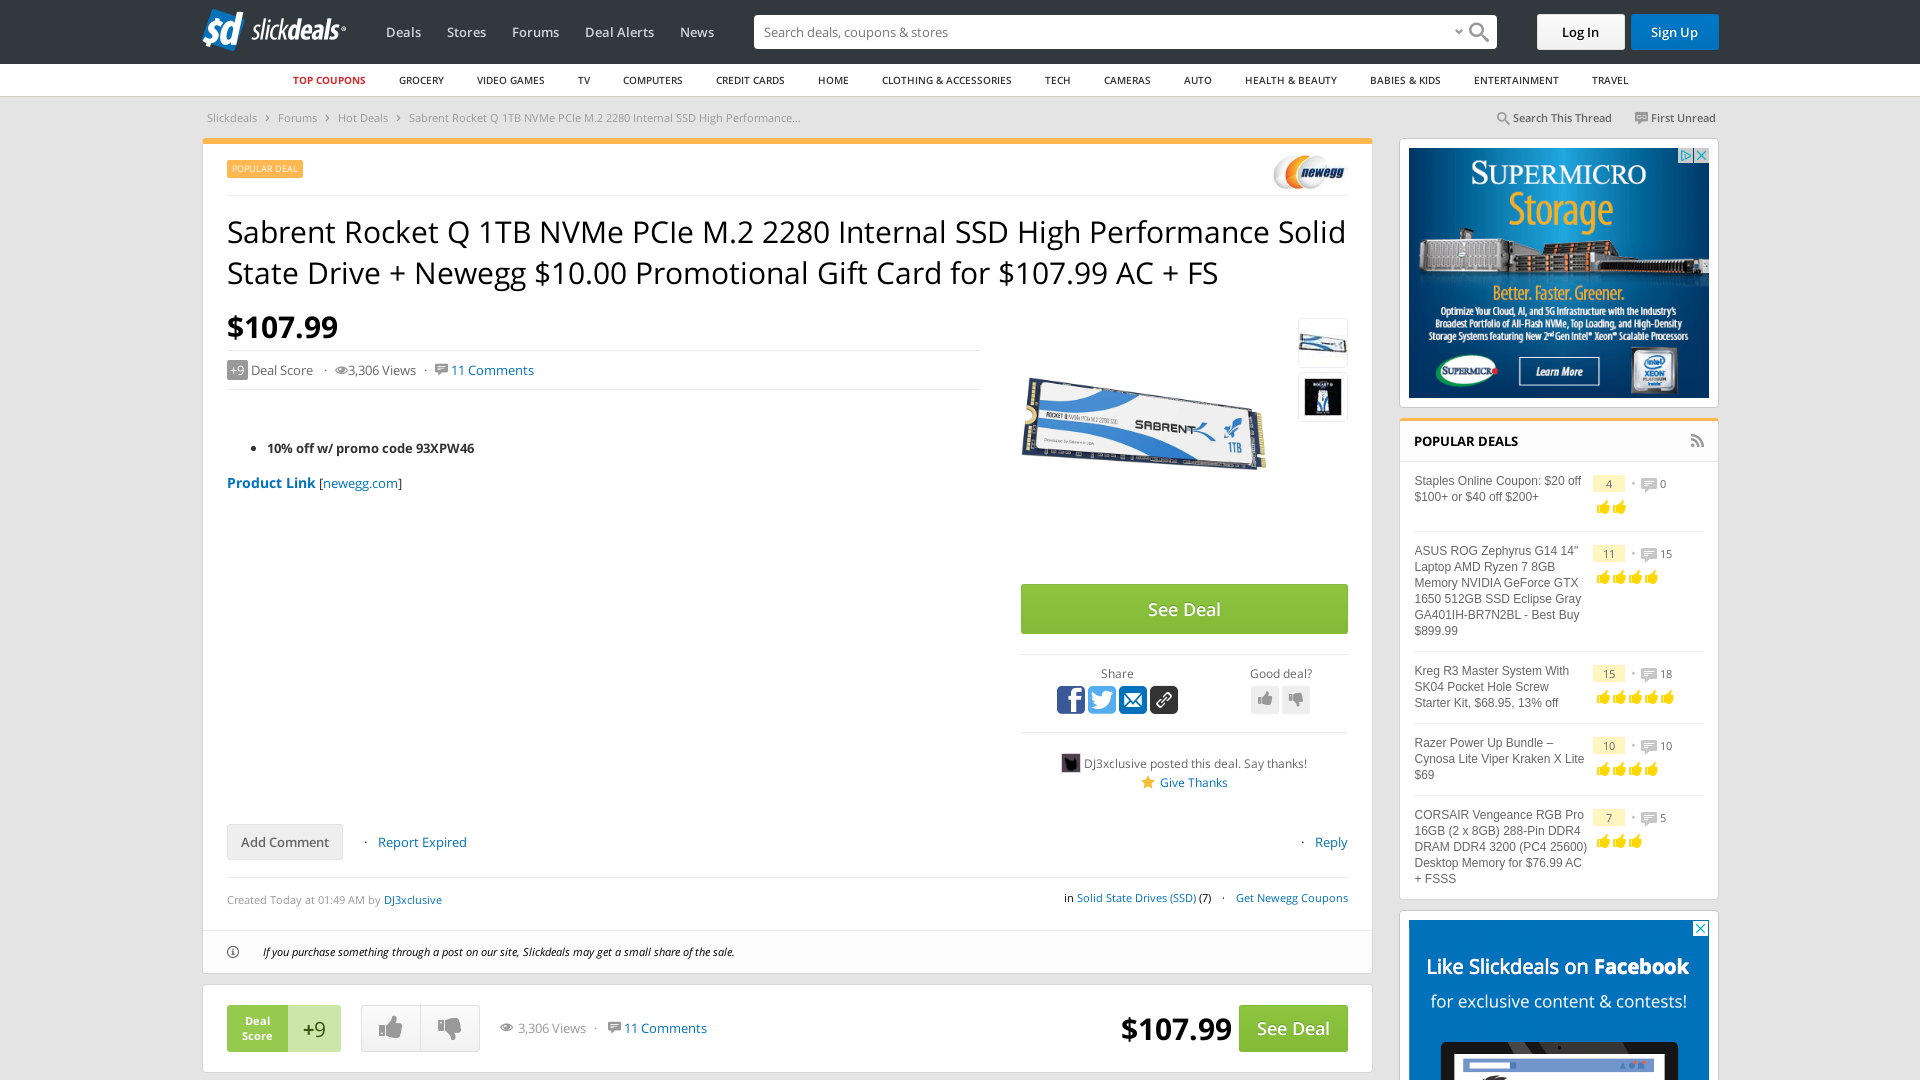 sd slickdeals
Deals
Stores
Forums
Deal Alerts
News
Search deals, coupons & stores
Log In
Sign Up
TOP COUPONS
GROCERY
VIDEO GAMES
TV
COMPUTERS
CREDIT CARDS
HOME
CLOTHING & ACCESSORIES
TECH
CAMERAS
AUTO
HEALTH & BEAUTY
BABIES & KIDS
ENTERTAINMENT
TRAVEL
Slickdeals > Forums > Hot Deals > Sabrent Rocket Q 1TB NVMe PCIe M.2 2280 Internal SSD High Performance...
Search This Thread
First Unread
POPULAR DEAL
newegg
Sabrent Rocket Q 1TB NVMe PCIe M.2 2280 Internal SSD High Performance Solid
State Drive + Newegg $10.00 Promotional Gift Card for $107.99 AC + FS
$107.99
+9 Deal Score · 3,306 Views · 11 Comments
• 10% off w/ promo code 93XPW46
Product Link [newegg.com]
SABRENT
1TB
See Deal
Share
Good deal?
DJ3xclusive posted this deal. Say thanks!
Give Thanks
Add Comment
· Report Expired
· Reply
Created Today at 01:49 AM by DJ3xclusive
in Solid State Drives (SSD) (7) · Get Newegg Coupons
If you purchase something through a post on our site, Slickdeals may get a small share of the sale.
Deal
Score
+9
3,306 Views · 11 Comments
$107.99
See Deal
SUPERMICRO
Storage
Better. Faster. Greener.
Optimize Your Cloud, AI, and 5G Infrastructure with the Industry's
Broadest Portfolio of All-Flash NVMe, Top Loading, and High-Density
Storage Systems featuring New 2nd Gen Intel® Xeon® Scalable Processors
SUPERMICRO
Learn More
intel
XEON
PLATINUM
inside
POPULAR DEALS
Staples Online Coupon: $20 off
$100+ or $40 off $200+
4 • 0
ASUS ROG Zephyrus G14 14"
Laptop AMD Ryzen 7 8GB
Memory NVIDIA GeForce GTX
1650 512GB SSD Eclipse Gray
GA401IH-BR7N2BL - Best Buy
$899.99
11 • 15
Kreg R3 Master System With
SK04 Pocket Hole Screw
Starter Kit, $68.95, 13% off
15 • 18
Razer Power Up Bundle –
Cynosa Lite Viper Kraken X Lite
$69
10 • 10
CORSAIR Vengeance RGB Pro
16GB (2 x 8GB) 288-Pin DDR4
DRAM DDR4 3200 (PC4 25600)
Desktop Memory for $76.99 AC
+ FSSS
7 • 5
Like Slickdeals on Facebook
for exclusive content & contests!